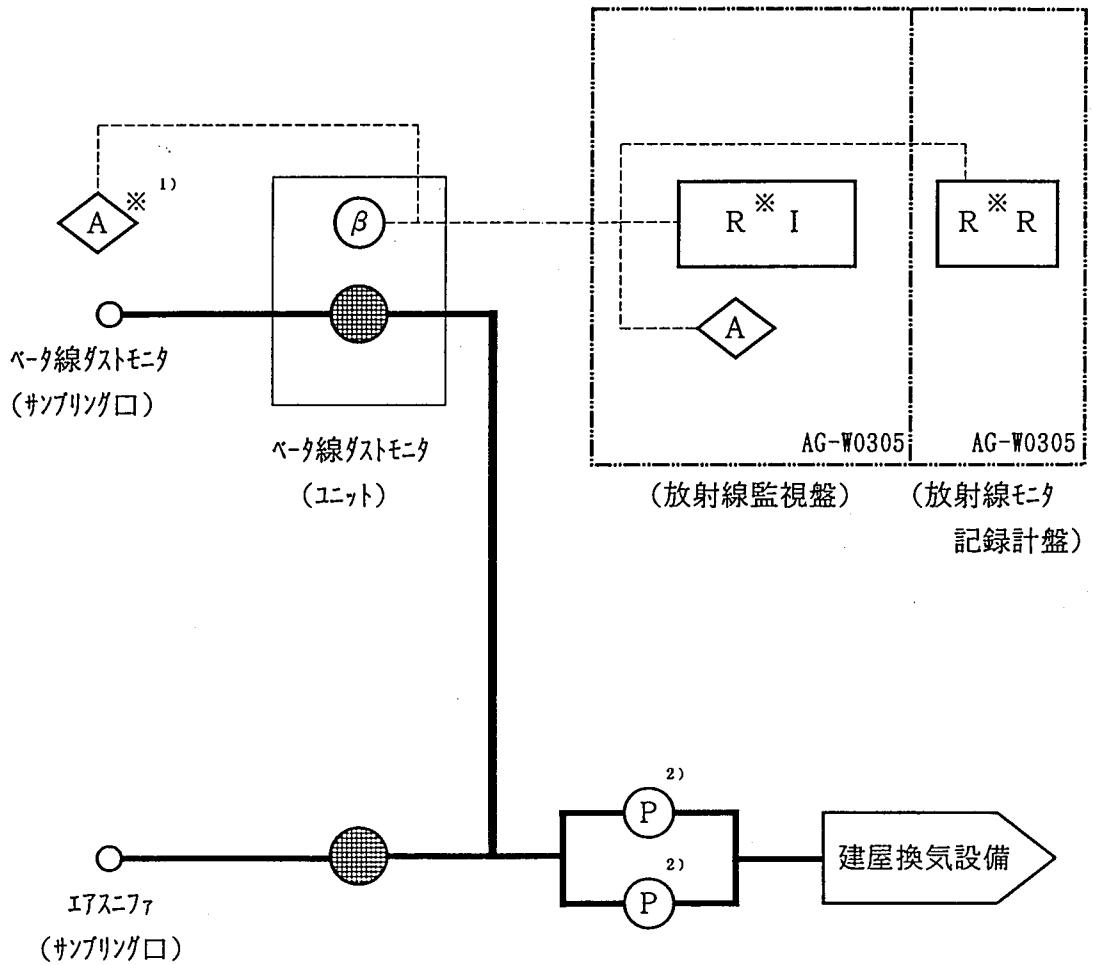 A ※ 1)
β
R ※ I
R ※ R
A
ベータ線ダストモニタ
(サンプリング口)
ベータ線ダストモニタ
(ユニット)
AG-W0305
AG-W0305
(放射線監視盤)
(放射線モニタ
記録計盤)
P 2)
P 2)
建屋換気設備
エアスニファ
(サンプリング口)